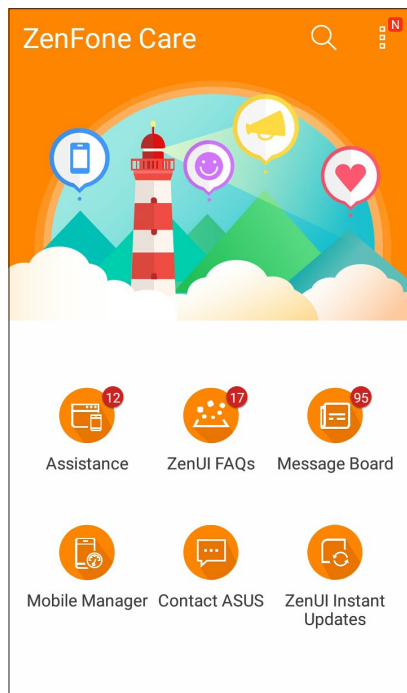 ZenFone Care
N
12
17
95
Assistance
ZenUI FAQs
Message Board
Mobile Manager
Contact ASUS
ZenUI Instant
Updates